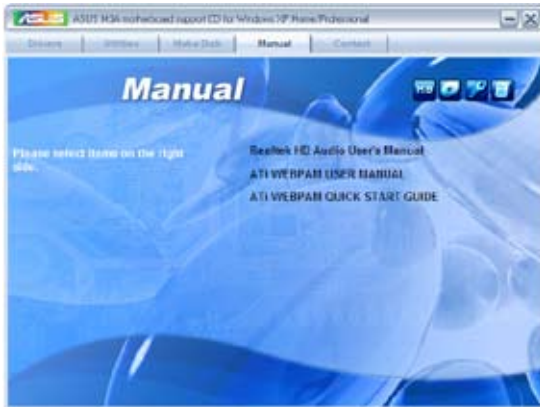 ASUS M3A motherboard support CD for Windows XP Home/Professional
Drivers Utilities Make Disk Manual Contact
Manual
Please select items on the right side.
Realtek HD Audio User's Manual
ATi WEBPAM USER MANUAL
ATi WEBPAM QUICK START GUIDE